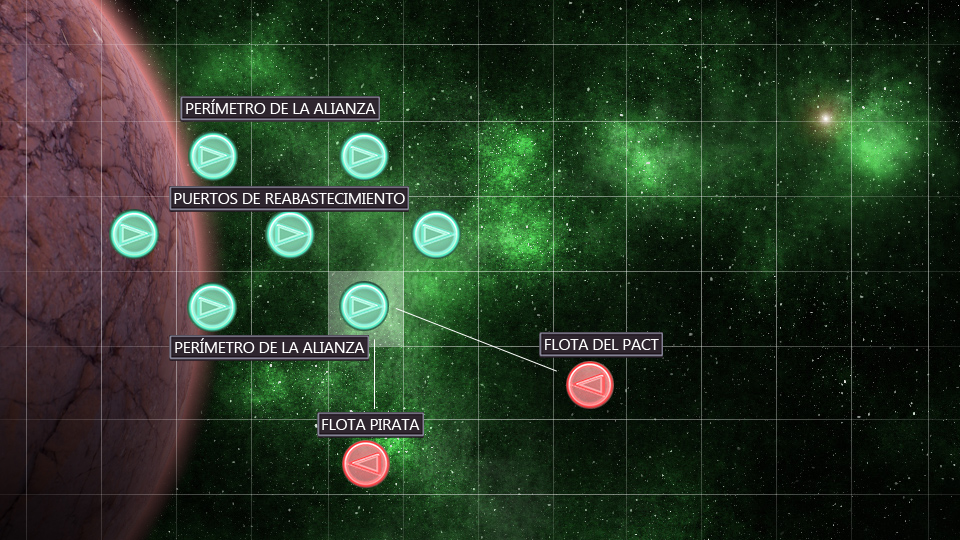 PERÍMETRO DE LA ALIANZA
PUERTOS DE REABASTECIMIENTO
PERÍMETRO DE LA ALIANZA
FLOTA DEL PACT
FLOTA PIRATA